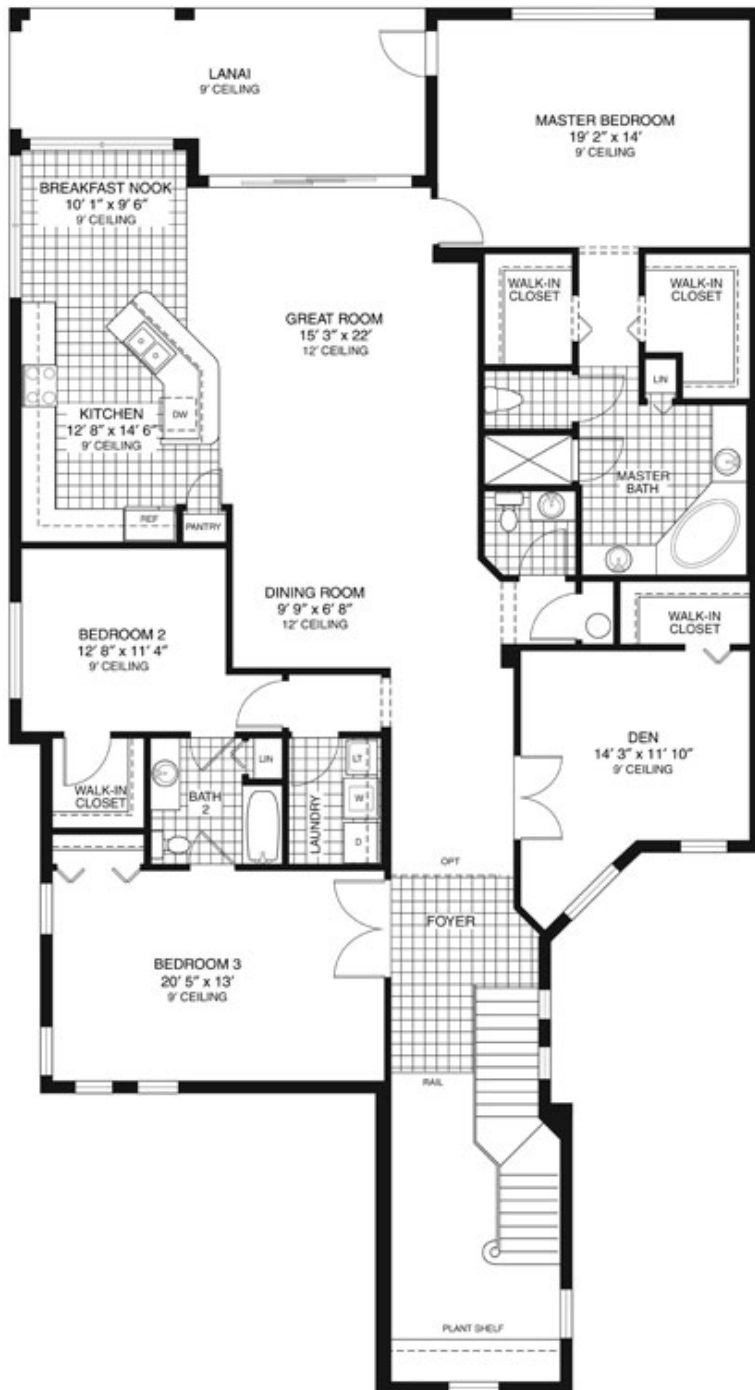 LANAI
9' CEILING
MASTER BEDROOM
19' 2" x 14'
9' CEILING
BREAKFAST NOOK
10' 1" x 9' 6"
9' CEILING
WALK-IN
CLOSET
WALK-IN
CLOSET
GREAT ROOM
15' 3" x 22'
12' CEILING
LIN
KITCHEN
12' 8" x 14' 6"
9' CEILING
DW
MASTER
BATH
REF
PANTRY
DINING ROOM
9' 9" x 6' 8"
12' CEILING
WALK-IN
CLOSET
BEDROOM 2
12' 8" x 11' 4"
9' CEILING
DEN
14' 3" x 11' 10"
9' CEILING
WALK-IN
CLOSET
BATH
2
LIN
LAUNDRY
LT
W
D
OPT
FOYER
BEDROOM 3
20' 5" x 13'
9' CEILING
RAIL
PLANT SHELF